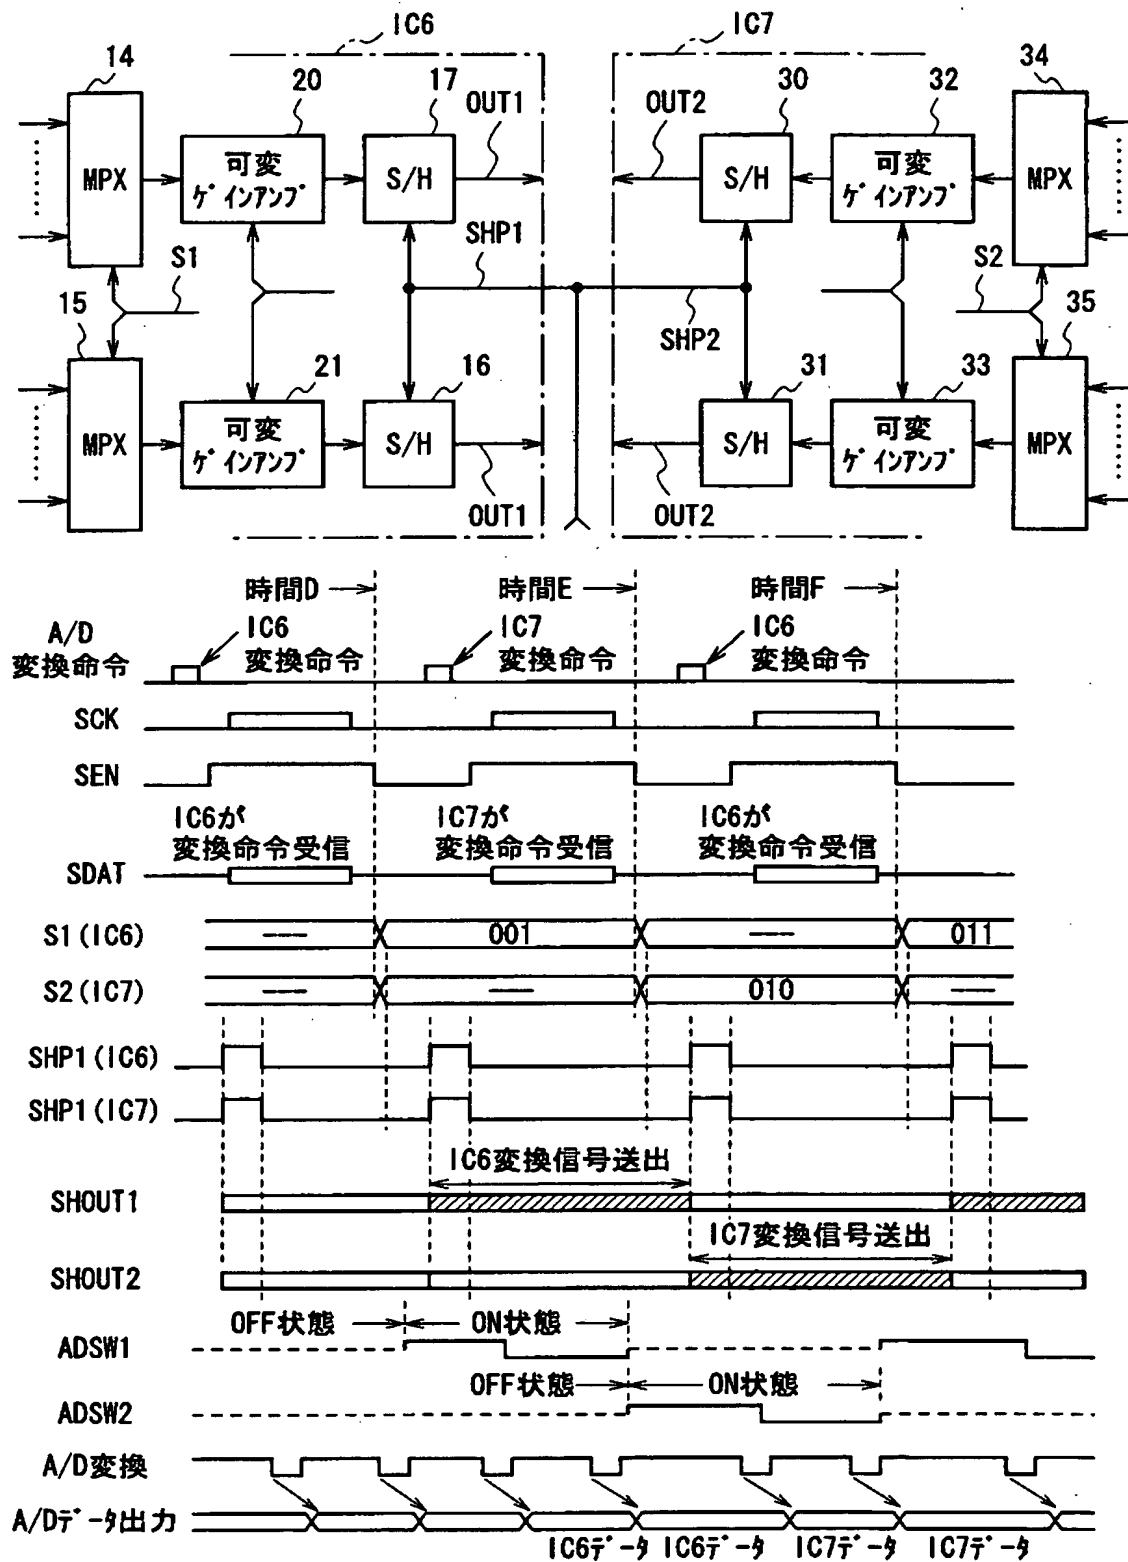 IC6
IC7
14
20
17
OUT1
OUT2
30
32
34
MPX
可変
ゲインアンプ
S/H
S/H
可変
ゲインアンプ
MPX
S1
SHP1
S2
15
SHP2
35
21
16
31
33
MPX
可変
ゲインアンプ
S/H
S/H
可変
ゲインアンプ
MPX
OUT1
OUT2
時間D
時間E
時間F
A/D
変換命令
IC6
変換命令
IC7
変換命令
IC6
変換命令
SCK
SEN
IC6が
変換命令受信
IC7が
変換命令受信
IC6が
変換命令受信
SDAT
S1(IC6)
001
011
S2(IC7)
010
SHP1(IC6)
SHP1(IC7)
IC6変換信号送出
SHOUT1
IC7変換信号送出
SHOUT2
OFF状態
ON状態
ADSW1
OFF状態
ON状態
ADSW2
A/D変換
A/Dデータ出力
IC6データ IC6データ IC7データ IC7データ